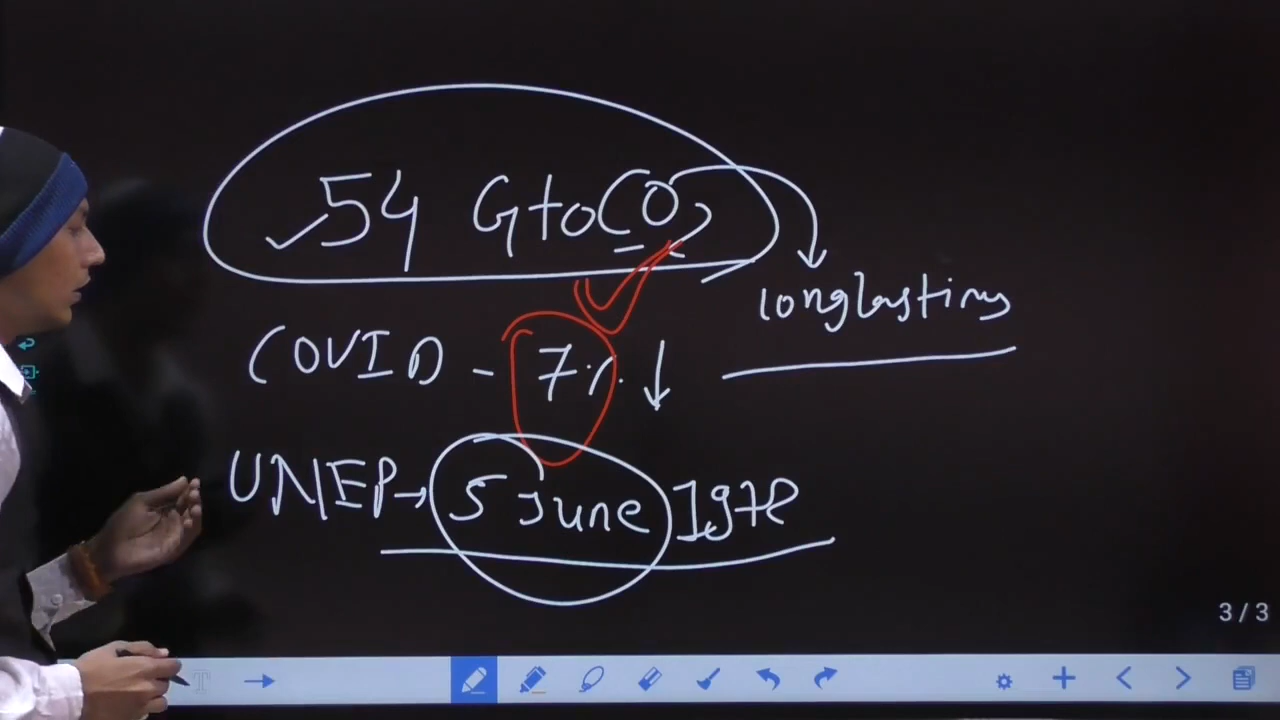 54 GtoCO2
longlasting
COVID - 7% ↓
UNEP → 5 June 1972
3 / 3